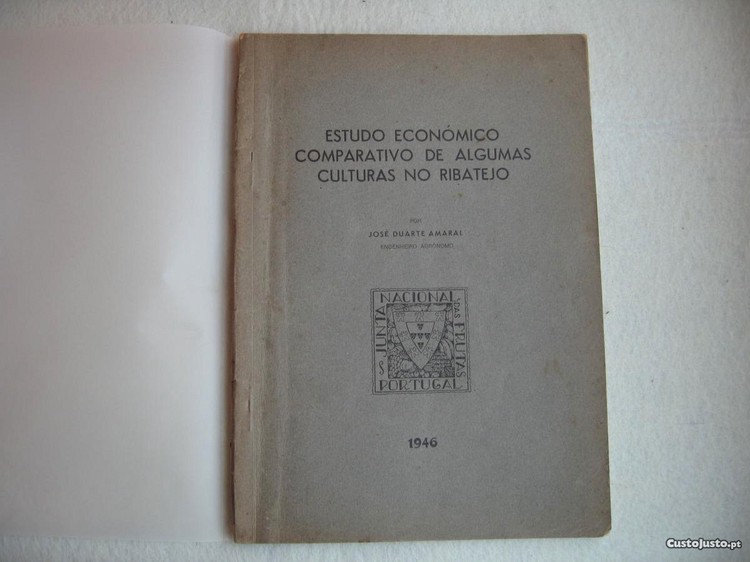 ESTUDO ECONÓMICO
COMPARATIVO DE ALGUMAS
CULTURAS NO RIBATEJO
POR
JOSÉ DUARTE AMARAL
ENGENHEIRO AGRÓNOMO
JUNTA NACIONAL DAS FRUTAS
PORTUGAL
1946
CustoJusto.pt